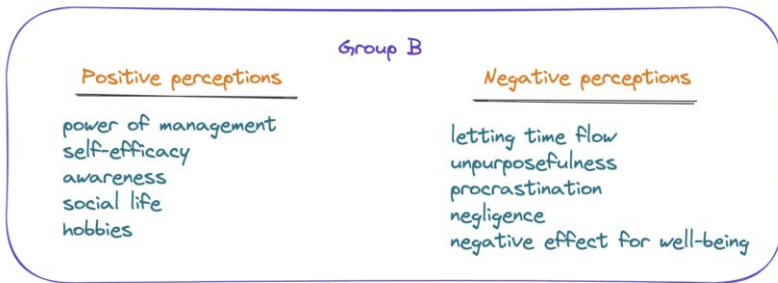 Group B
Positive perceptions
power of management
self-efficacy
awareness
social life
hobbies
Negative perceptions
letting time flow
unpurposefulness
procrastination
negligence
negative effect for well-being